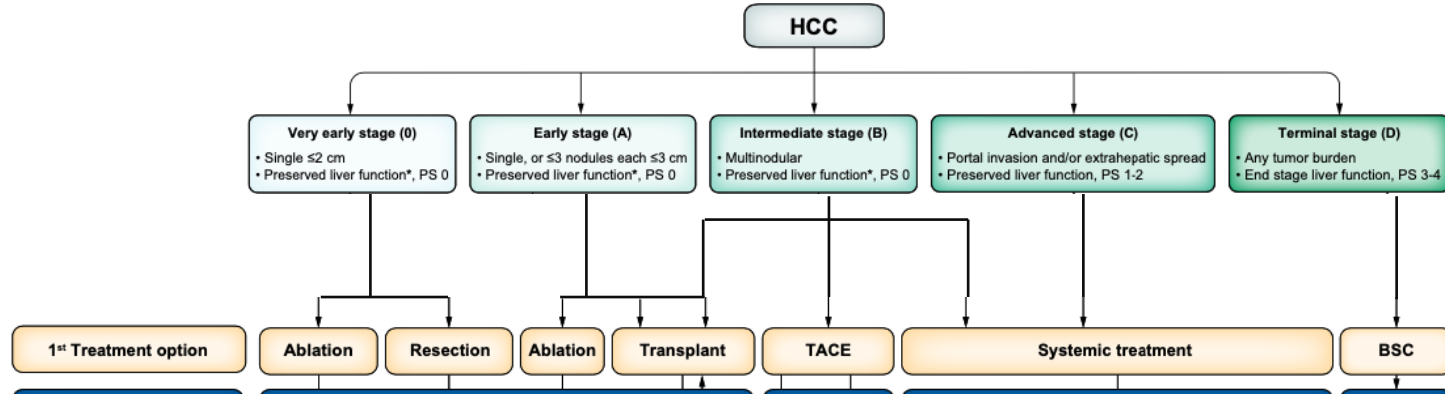 HCC
Very early stage (0)
• Single ≤2 cm
• Preserved liver function*, PS 0
Early stage (A)
• Single, or ≤3 nodules each ≤3 cm
• Preserved liver function*, PS 0
Intermediate stage (B)
• Multinodular
• Preserved liver function*, PS 0
Advanced stage (C)
• Portal invasion and/or extrahepatic spread
• Preserved liver function, PS 1-2
Terminal stage (D)
• Any tumor burden
• End stage liver function, PS 3-4
1st Treatment option
Ablation
Resection
Ablation
Transplant
TACE
Systemic treatment
BSC